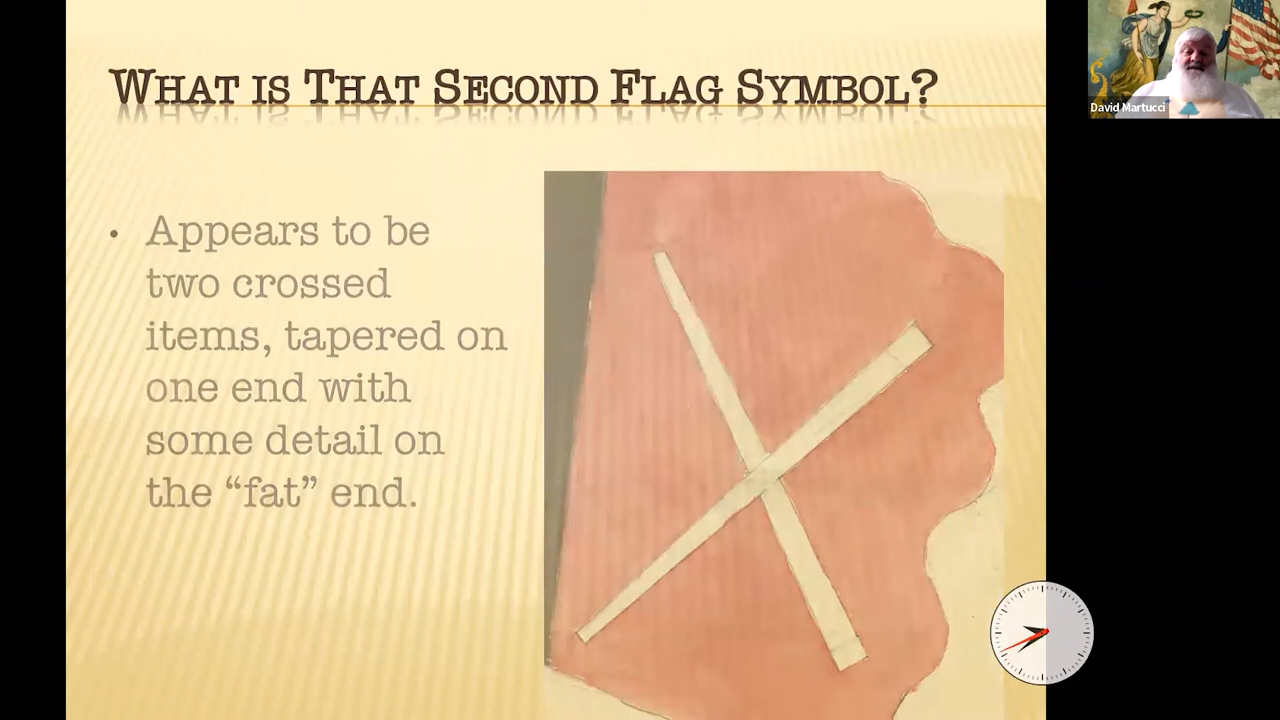 What is That Second Flag Symbol?
David Martucci
• Appears to be
two crossed
items, tapered on
one end with
some detail on
the “fat” end.